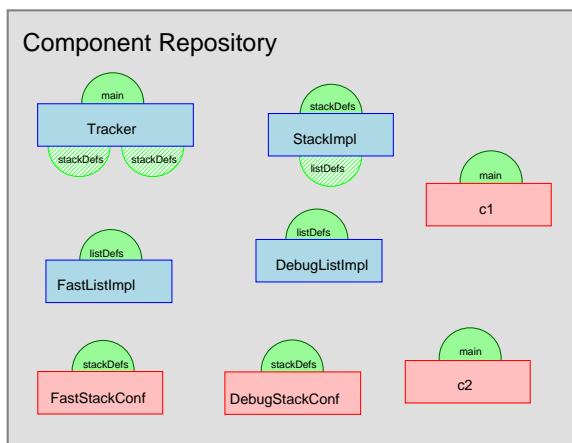 Component Repository
main
Tracker
stackDefs stackDefs
stackDefs
StackImpl
listDefs
main
c1
listDefs
FastListImpl
listDefs
DebugListImpl
stackDefs
FastStackConf
stackDefs
DebugStackConf
main
c2